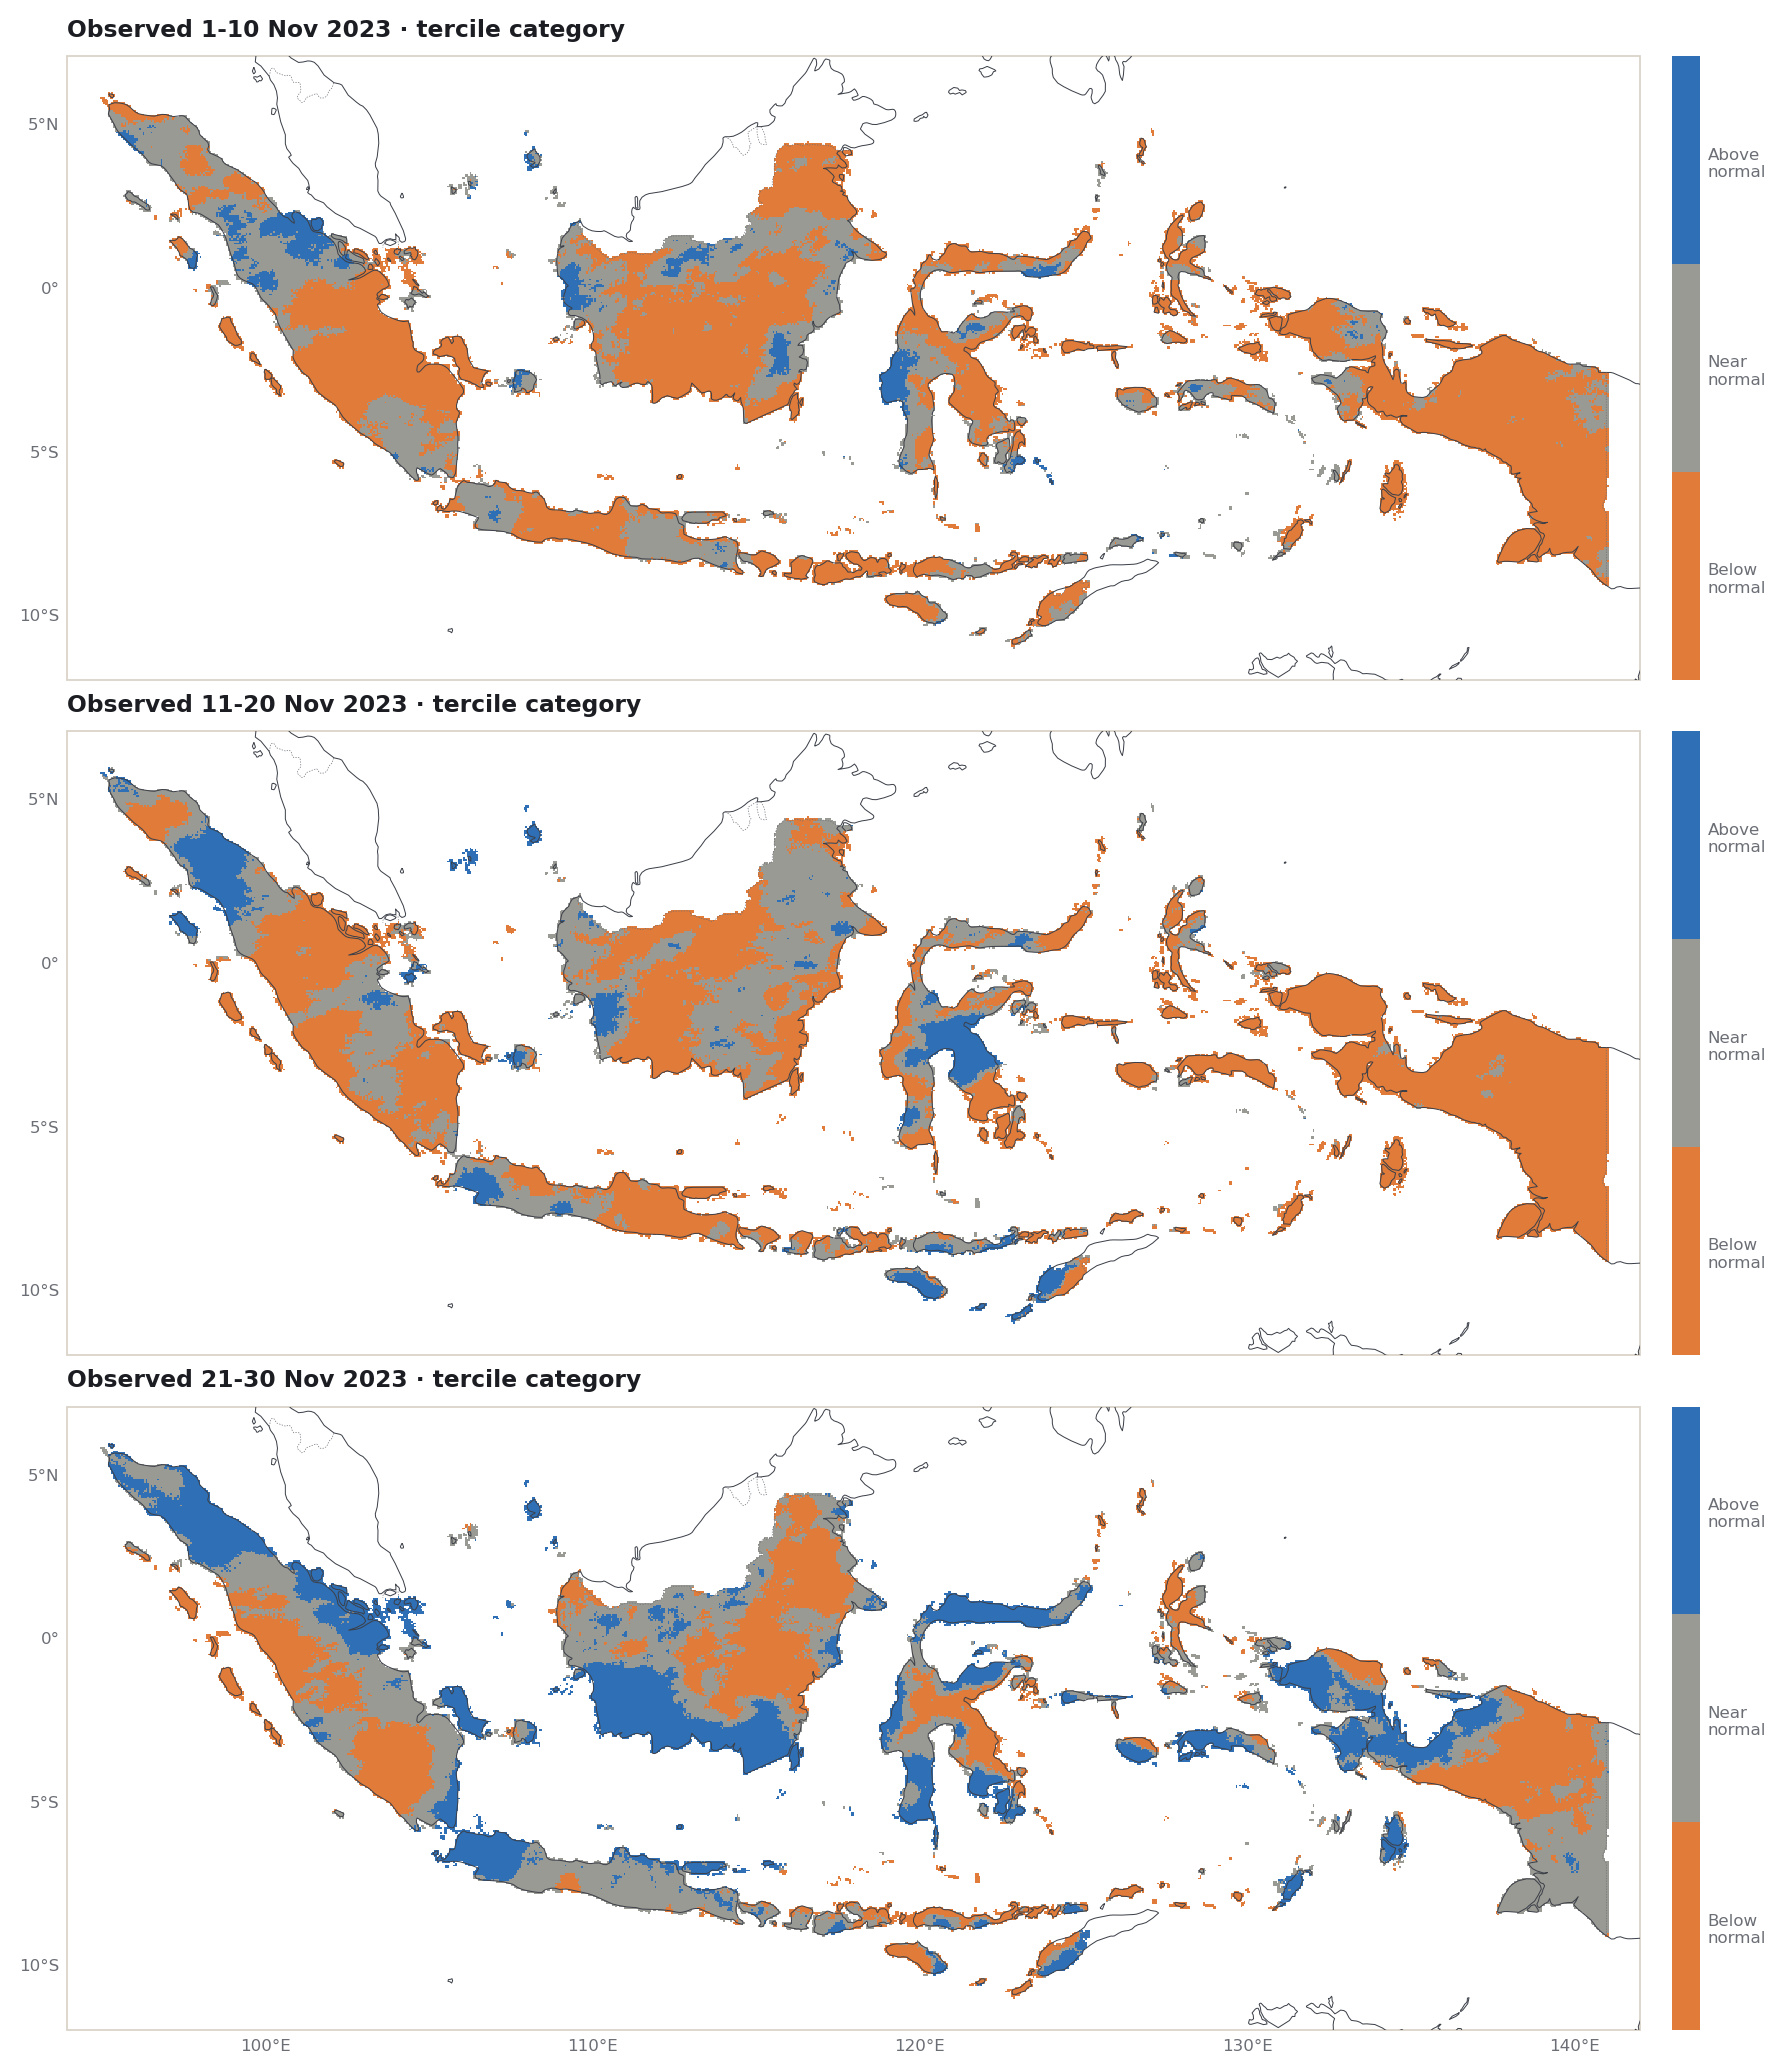 Observed 1-10 Nov 2023 · tercile category
5°N
0°
5°S
10°S
Above
normal
Near
normal
Below
normal
Observed 11-20 Nov 2023 · tercile category
5°N
0°
5°S
10°S
Above
normal
Near
normal
Below
normal
Observed 21-30 Nov 2023 · tercile category
5°N
0°
5°S
10°S
100°E
110°E
120°E
130°E
140°E
Above
normal
Near
normal
Below
normal